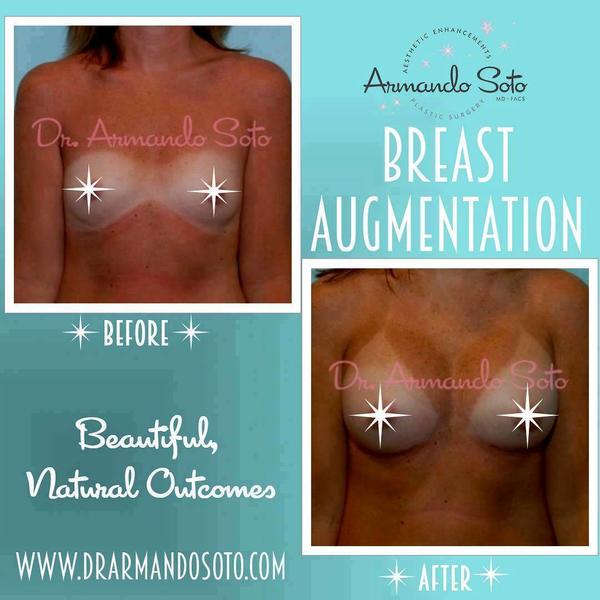 AESTHETIC ENHANCEMENTS
Armando Soto
MD • FACS
PLASTIC SURGERY
BREAST
AUGMENTATION
Dr. Armando Soto
BEFORE
Dr. Armando Soto
Beautiful,
Natural Outcomes
WWW.DRARMANDOSOTO.COM
AFTER